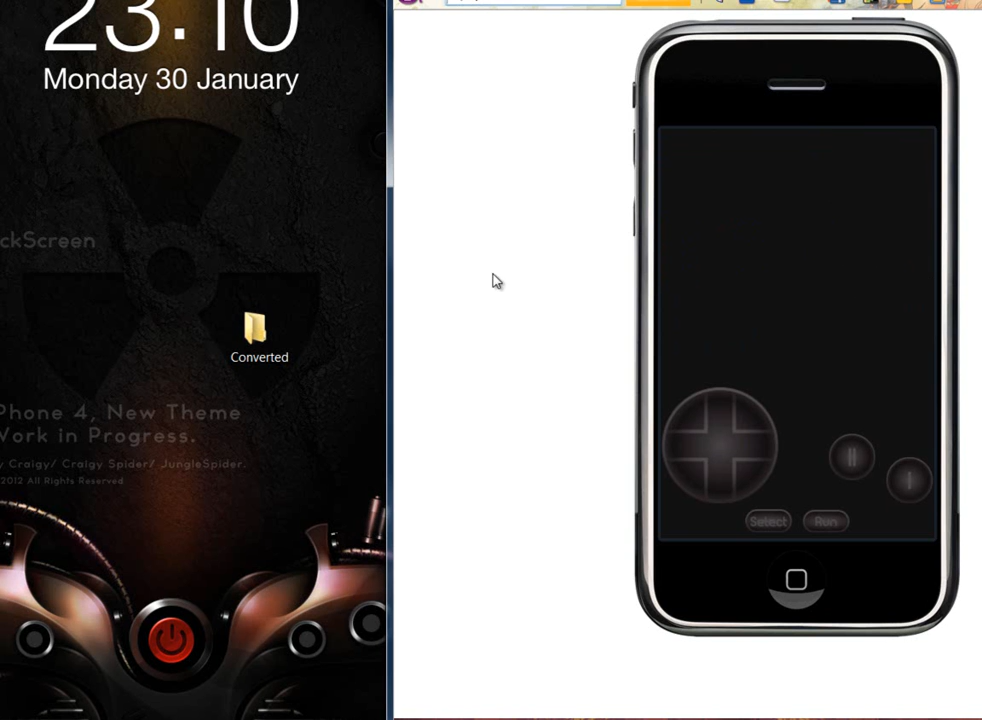 23:10
Monday 30 January
ckScreen
Converted
Phone 4, New Theme
Work in Progress.
y Craigy/ Craigy Spider/ JungleSpider.
2012 All Rights Reserved
II
I
Select
Run